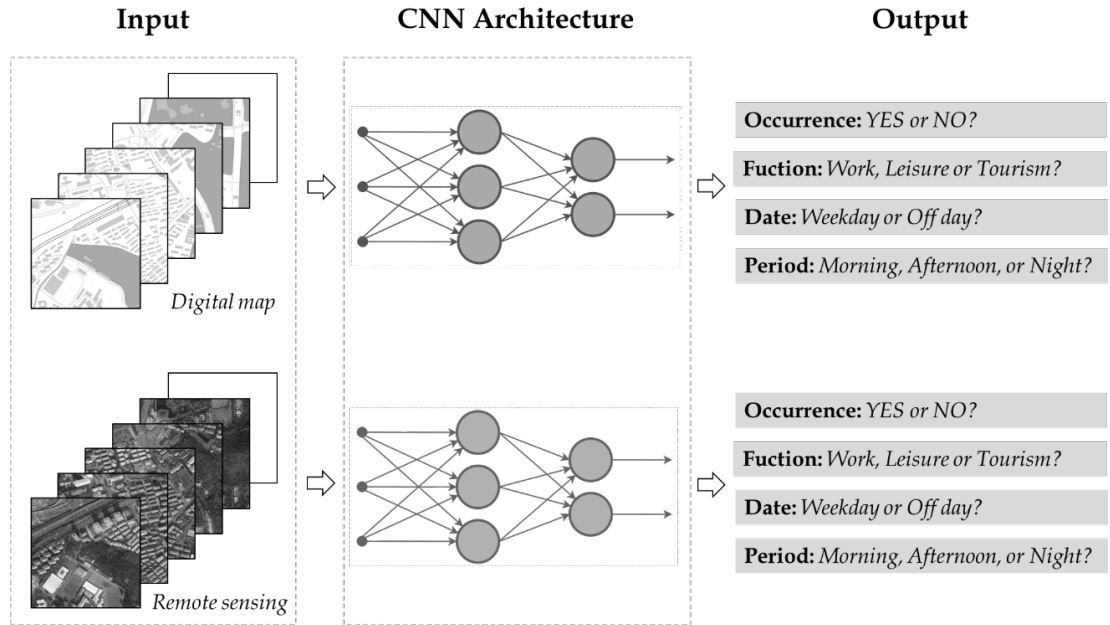 Input
CNN Architecture
Output
Digital map
Occurrence: YES or NO?
Fuction: Work, Leisure or Tourism?
Date: Weekday or Off day?
Period: Morning, Afternoon, or Night?
Remote sensing
Occurrence: YES or NO?
Fuction: Work, Leisure or Tourism?
Date: Weekday or Off day?
Period: Morning, Afternoon, or Night?